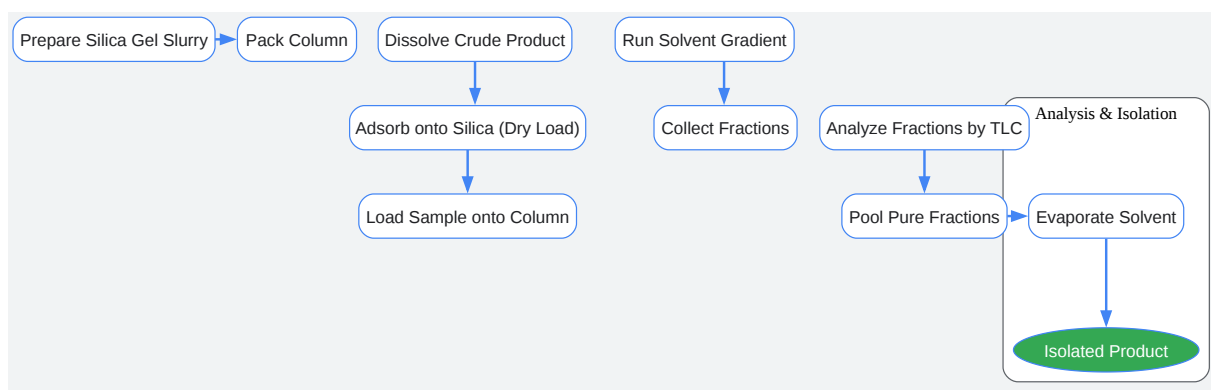 Prepare Silica Gel Slurry
Pack Column
Dissolve Crude Product
Run Solvent Gradient
Adsorb onto Silica (Dry Load)
Collect Fractions
Analyze Fractions by TLC
Analysis & Isolation
Load Sample onto Column
Pool Pure Fractions
Evaporate Solvent
Isolated Product